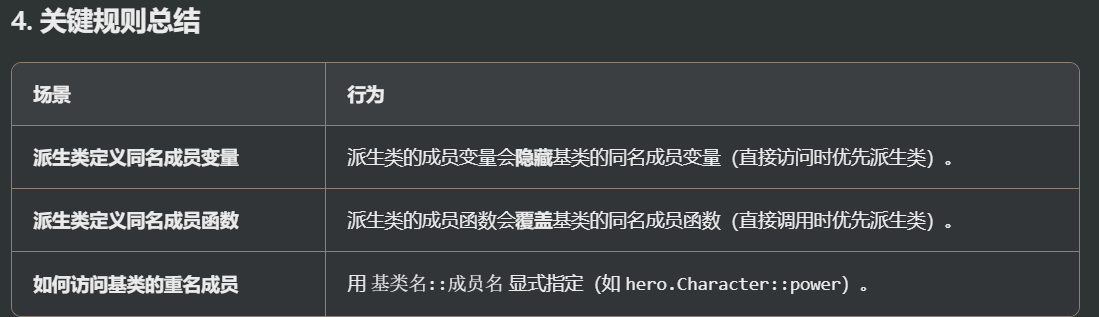 4. 关键规则总结
场景 行为
派生类定义同名成员变量 派生类的成员变量会隐藏基类的同名成员变量（直接访问时优先派生类）。
派生类定义同名成员函数 派生类的成员函数会覆盖基类的同名成员函数（直接调用时优先派生类）。
如何访问基类的重名成员 用 基类名::成员名 显式指定（如 hero.Character::power）。